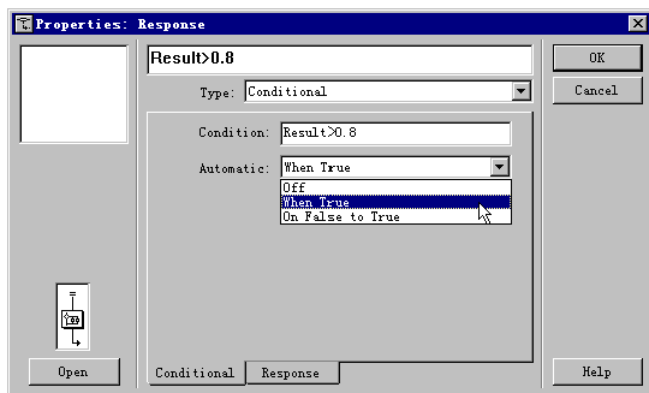 Properties: Response
Result>0.8
OK
Type: Conditional
Cancel
Condition: Result>0.8
Automatic: When True
Off
When True
On False to True
=
Open
Conditional
Response
Help